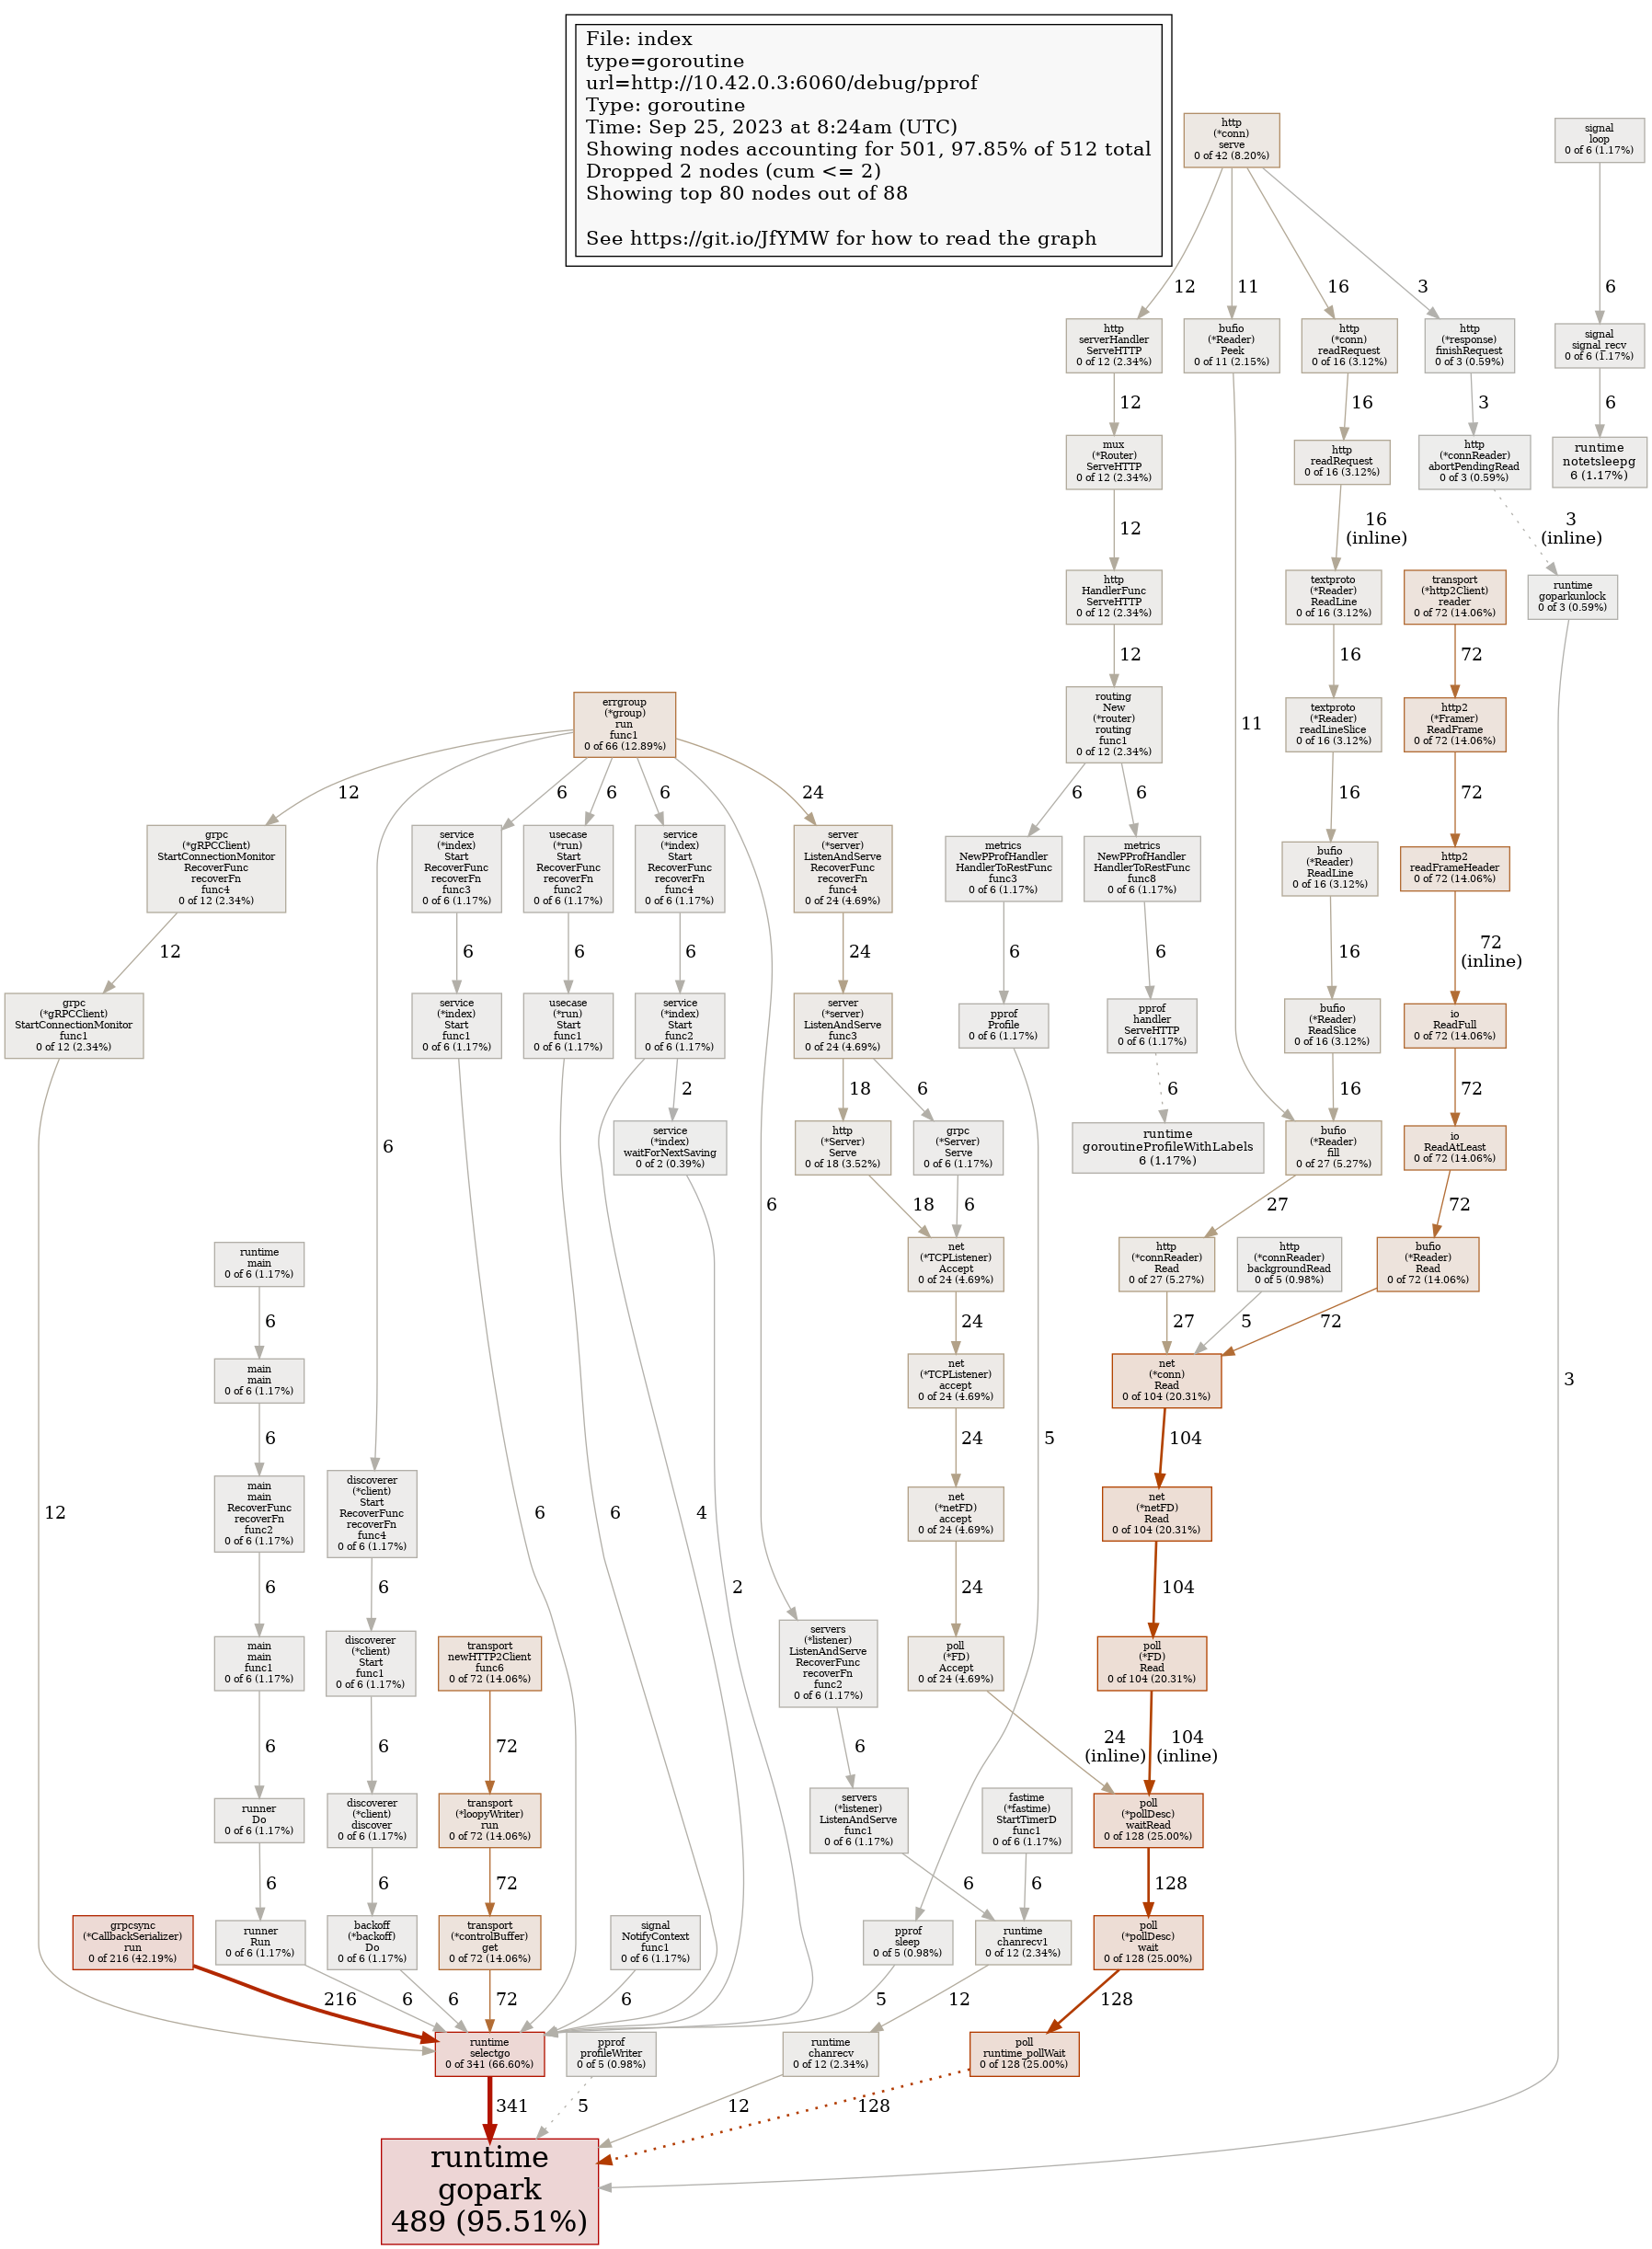 File: index
type=goroutine
url=http://10.42.0.3:6060/debug/pprof
Type: goroutine
Time: Sep 25, 2023 at 8:24am (UTC)
Showing nodes accounting for 501, 97.85% of 512 total
Dropped 2 nodes (cum <= 2)
Showing top 80 nodes out of 88
See https://git.io/JfYMW for how to read the graph
http
(*conn)
serve
0 of 42 (8.20%)
signal
loop
0 of 6 (1.17%)
12
11
16
3
6
http
serverHandler
ServeHTTP
0 of 12 (2.34%)
bufio
(*Reader)
Peek
0 of 11 (2.15%)
http
(*conn)
readRequest
0 of 16 (3.12%)
http
(*response)
finishRequest
0 of 3 (0.59%)
signal
signal_recv
0 of 6 (1.17%)
12
16
3
6
mux
(*Router)
ServeHTTP
0 of 12 (2.34%)
http
readRequest
0 of 16 (3.12%)
http
(*connReader)
abortPendingRead
0 of 3 (0.59%)
runtime
notetsleepg
6 (1.17%)
12
16
(inline)
3
(inline)
http
HandlerFunc
ServeHTTP
0 of 12 (2.34%)
textproto
(*Reader)
ReadLine
0 of 16 (3.12%)
transport
(*http2Client)
reader
0 of 72 (14.06%)
runtime
goparkunlock
0 of 3 (0.59%)
12
16
72
errgroup
(*group)
run
func1
0 of 66 (12.89%)
routing
New
(*router)
routing
func1
0 of 12 (2.34%)
textproto
(*Reader)
readLineSlice
0 of 16 (3.12%)
http2
(*Framer)
ReadFrame
0 of 72 (14.06%)
11
12
6
6
6
24
6
6
16
72
grpc
(*gRPCClient)
StartConnectionMonitor
RecoverFunc
recoverFn
func4
0 of 12 (2.34%)
service
(*index)
Start
RecoverFunc
recoverFn
func3
0 of 6 (1.17%)
usecase
(*run)
Start
RecoverFunc
recoverFn
func2
0 of 6 (1.17%)
service
(*index)
Start
RecoverFunc
recoverFn
func4
0 of 6 (1.17%)
server
(*server)
ListenAndServe
RecoverFunc
recoverFn
func4
0 of 24 (4.69%)
metrics
NewPProfHandler
HandlerToRestFunc
func3
0 of 6 (1.17%)
metrics
NewPProfHandler
HandlerToRestFunc
func8
0 of 6 (1.17%)
bufio
(*Reader)
ReadLine
0 of 16 (3.12%)
http2
readFrameHeader
0 of 72 (14.06%)
12
6
6
6
24
6
6
16
72
(inline)
grpc
(*gRPCClient)
StartConnectionMonitor
func1
0 of 12 (2.34%)
service
(*index)
Start
func1
0 of 6 (1.17%)
usecase
(*run)
Start
func1
0 of 6 (1.17%)
service
(*index)
Start
func2
0 of 6 (1.17%)
server
(*server)
ListenAndServe
func3
0 of 24 (4.69%)
pprof
Profile
0 of 6 (1.17%)
pprof
handler
ServeHTTP
0 of 6 (1.17%)
bufio
(*Reader)
ReadSlice
0 of 16 (3.12%)
io
ReadFull
0 of 72 (14.06%)
2
18
6
6
16
72
6
service
(*index)
waitForNextSaving
0 of 2 (0.39%)
http
(*Server)
Serve
0 of 18 (3.52%)
grpc
(*Server)
Serve
0 of 6 (1.17%)
runtime
goroutineProfileWithLabels
6 (1.17%)
bufio
(*Reader)
fill
0 of 27 (5.27%)
io
ReadAtLeast
0 of 72 (14.06%)
6
18
6
27
72
runtime
main
0 of 6 (1.17%)
net
(*TCPListener)
Accept
0 of 24 (4.69%)
http
(*connReader)
Read
0 of 27 (5.27%)
http
(*connReader)
backgroundRead
0 of 5 (0.98%)
bufio
(*Reader)
Read
0 of 72 (14.06%)
6
24
27
5
72
main
main
0 of 6 (1.17%)
net
(*TCPListener)
accept
0 of 24 (4.69%)
net
(*conn)
Read
0 of 104 (20.31%)
3
6
24
5
104
main
main
RecoverFunc
recoverFn
func2
0 of 6 (1.17%)
discoverer
(*client)
Start
RecoverFunc
recoverFn
func4
0 of 6 (1.17%)
net
(*netFD)
accept
0 of 24 (4.69%)
net
(*netFD)
Read
0 of 104 (20.31%)
12
6
6
4
2
6
6
24
104
main
main
func1
0 of 6 (1.17%)
discoverer
(*client)
Start
func1
0 of 6 (1.17%)
transport
newHTTP2Client
func6
0 of 72 (14.06%)
servers
(*listener)
ListenAndServe
RecoverFunc
recoverFn
func2
0 of 6 (1.17%)
poll
(*FD)
Accept
0 of 24 (4.69%)
poll
(*FD)
Read
0 of 104 (20.31%)
6
6
72
6
24
(inline)
104
(inline)
runner
Do
0 of 6 (1.17%)
discoverer
(*client)
discover
0 of 6 (1.17%)
transport
(*loopyWriter)
run
0 of 72 (14.06%)
servers
(*listener)
ListenAndServe
func1
0 of 6 (1.17%)
fastime
(*fastime)
StartTimerD
func1
0 of 6 (1.17%)
poll
(*pollDesc)
waitRead
0 of 128 (25.00%)
6
6
72
6
6
128
grpcsync
(*CallbackSerializer)
run
0 of 216 (42.19%)
runner
Run
0 of 6 (1.17%)
backoff
(*backoff)
Do
0 of 6 (1.17%)
transport
(*controlBuffer)
get
0 of 72 (14.06%)
signal
NotifyContext
func1
0 of 6 (1.17%)
pprof
sleep
0 of 5 (0.98%)
runtime
chanrecv1
0 of 12 (2.34%)
poll
(*pollDesc)
wait
0 of 128 (25.00%)
216
6
6
72
6
5
12
128
runtime
selectgo
0 of 341 (66.60%)
pprof
profileWriter
0 of 5 (0.98%)
runtime
chanrecv
0 of 12 (2.34%)
poll
runtime_pollWait
0 of 128 (25.00%)
341
5
12
128
runtime
gopark
489 (95.51%)